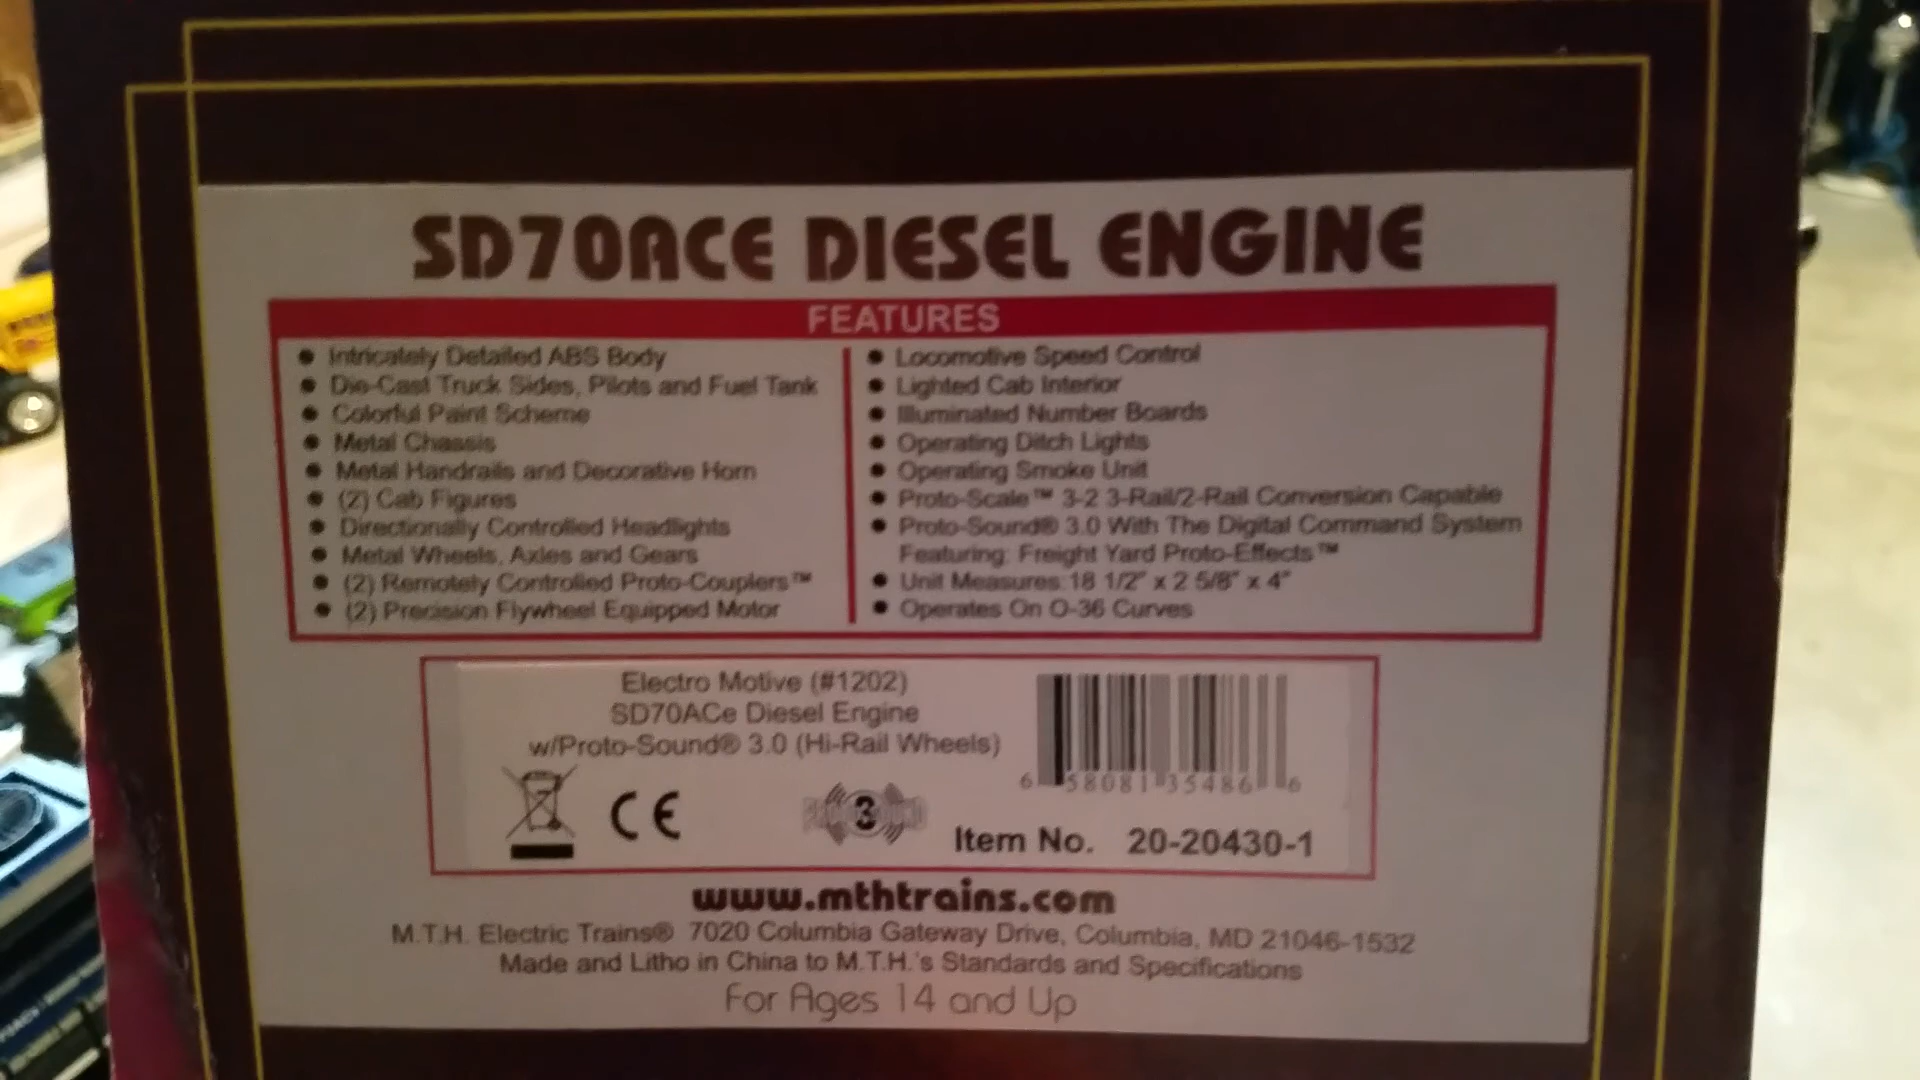 SD70ACE DIESEL ENGINE
FEATURES
• Intricately Detailed ABS Body
• Die-Cast Truck Sides, Pilots and Fuel Tank
• Colorful Paint Scheme
• Metal Chassis
• Metal Handrails and Decorative Horn
• (2) Cab Figures
• Directionally Controlled Headlights
• Metal Wheels, Axles and Gears
• (2) Remotely Controlled Proto-Couplers™
• (2) Precision Flywheel Equipped Motor
• Locomotive Speed Control
• Lighted Cab Interior
• Illuminated Number Boards
• Operating Ditch Lights
• Operating Smoke Unit
• Proto-Scale™ 3-2 3-Rail/2-Rail Conversion Capable
• Proto-Sound® 3.0 With The Digital Command System
Featuring: Freight Yard Proto-Effects™
• Unit Measures:18 1/2" x 2 5/8" x 4"
• Operates On O-36 Curves
Electro Motive (#1202)
SD70ACe Diesel Engine
w/Proto-Sound® 3.0 (Hi-Rail Wheels)
6 58081 35486 6
CE
3
Item No. 20-20430-1
www.mthtrains.com
M.T.H. Electric Trains® 7020 Columbia Gateway Drive, Columbia, MD 21046-1532
Made and Litho in China to M.T.H.'s Standards and Specifications
For Ages 14 and Up